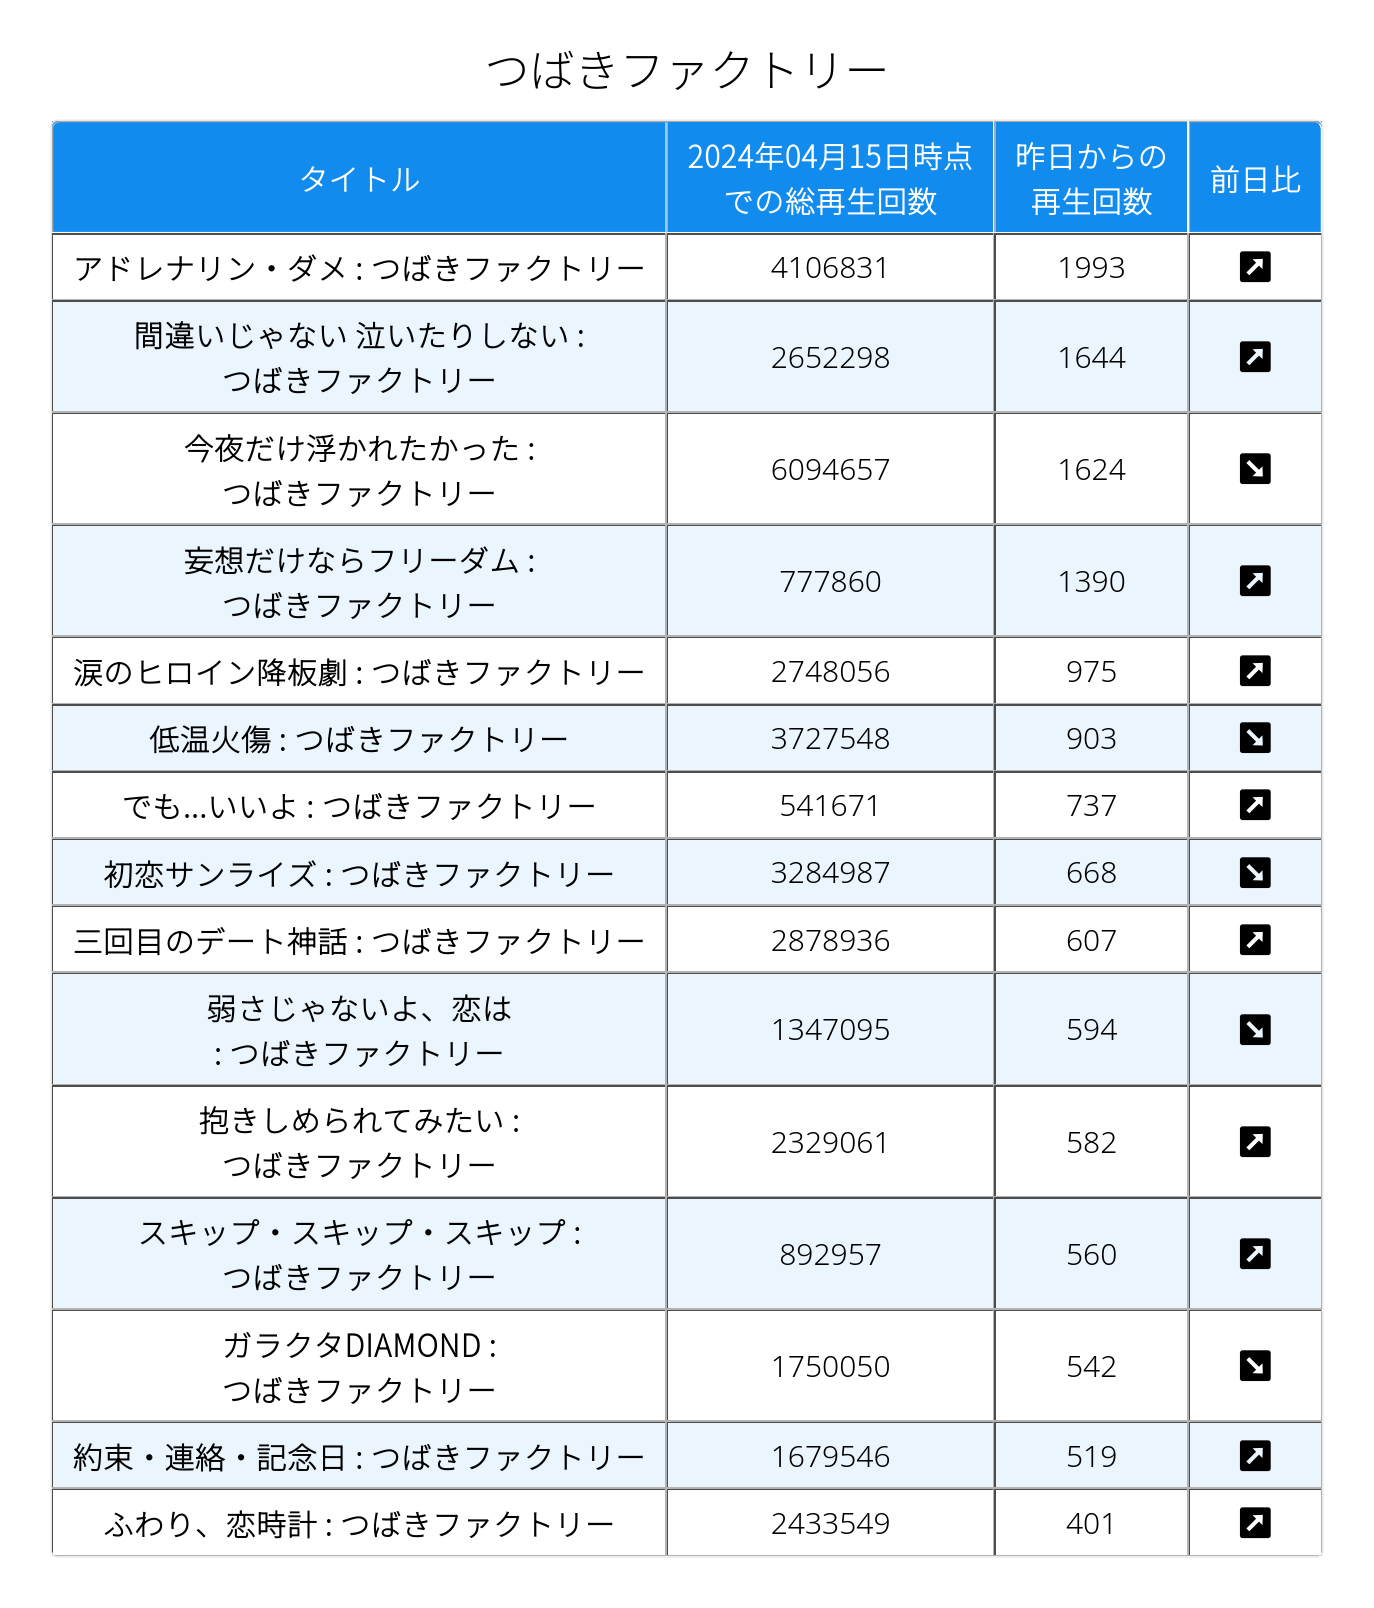 つばきファクトリー
タイトル
2024年04月15日時点
での総再生回数
昨日からの
再生回数
前日比
アドレナリン・ダメ : つばきファクトリー
4106831
1993
間違いじゃない 泣いたりしない :
つばきファクトリー
2652298
1644
今夜だけ浮かれたかった :
つばきファクトリー
6094657
1624
妄想だけならフリーダム :
つばきファクトリー
777860
1390
涙のヒロイン降板劇 : つばきファクトリー
2748056
975
低温火傷 : つばきファクトリー
3727548
903
でも...いいよ : つばきファクトリー
541671
737
初恋サンライズ : つばきファクトリー
3284987
668
三回目のデート神話 : つばきファクトリー
2878936
607
弱さじゃないよ、恋は
: つばきファクトリー
1347095
594
抱きしめられてみたい :
つばきファクトリー
2329061
582
スキップ・スキップ・スキップ :
つばきファクトリー
892957
560
ガラクタDIAMOND :
つばきファクトリー
1750050
542
約束・連絡・記念日 : つばきファクトリー
1679546
519
ふわり、恋時計 : つばきファクトリー
2433549
401